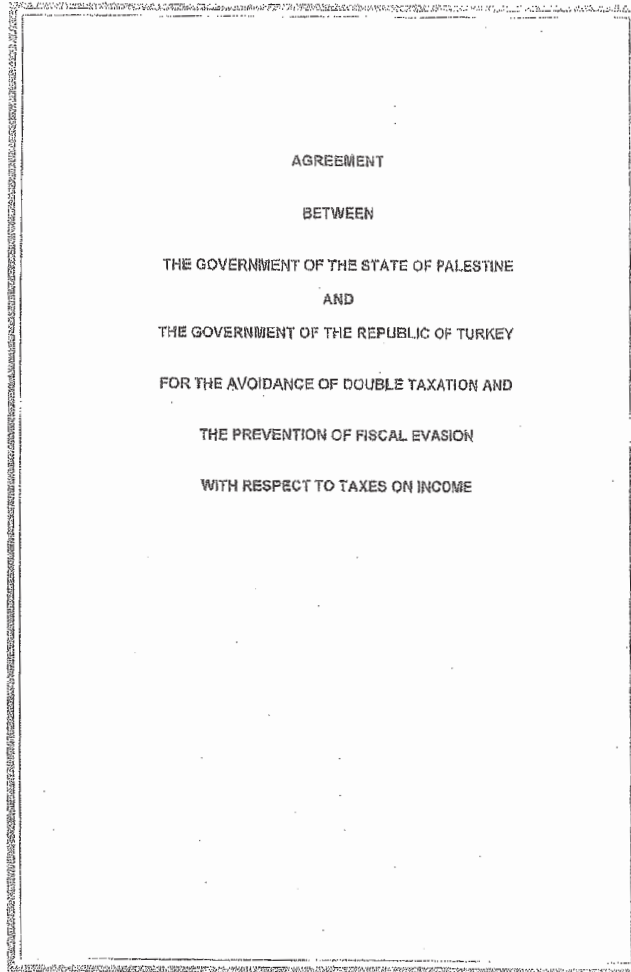 AGREEMENT
BETWEEN
THE GOVERNMENT OF THE STATE OF PALESTINE
AND
THE GOVERNMENT OF THE REPUBLIC OF TURKEY
FOR THE AVOIDANCE OF DOUBLE TAXATION AND
THE PREVENTION OF FISCAL EVASION
WITH RESPECT TO TAXES ON INCOME